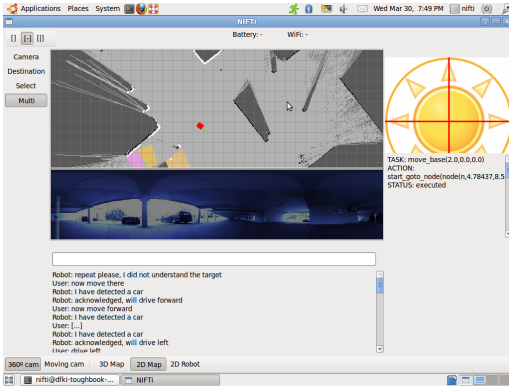 Applications Places System
Wed Mar 30, 7:49 PM
nifti
NIFTi
[] [-] []]
Battery: - WiFi: -
Camera
Destination
Select
Multi
TASK: move_base(2.0,0.0,0.0)
ACTION:
start_goto_node(node(n,4.78437,8.5
STATUS: executed
Robot: repeat please, I did not understand the target
User: now move there
Robot: I have detected a car
Robot: acknowledged, will drive forward
User: now move forward
Robot: I have detected a car
User: [...]
Robot: I have detected a car
Robot: acknowledged, will drive left
User: drive left
360º cam Moving cam 3D Map 2D Map 2D Robot
nifti@dfki-toughbook-... NIFTi